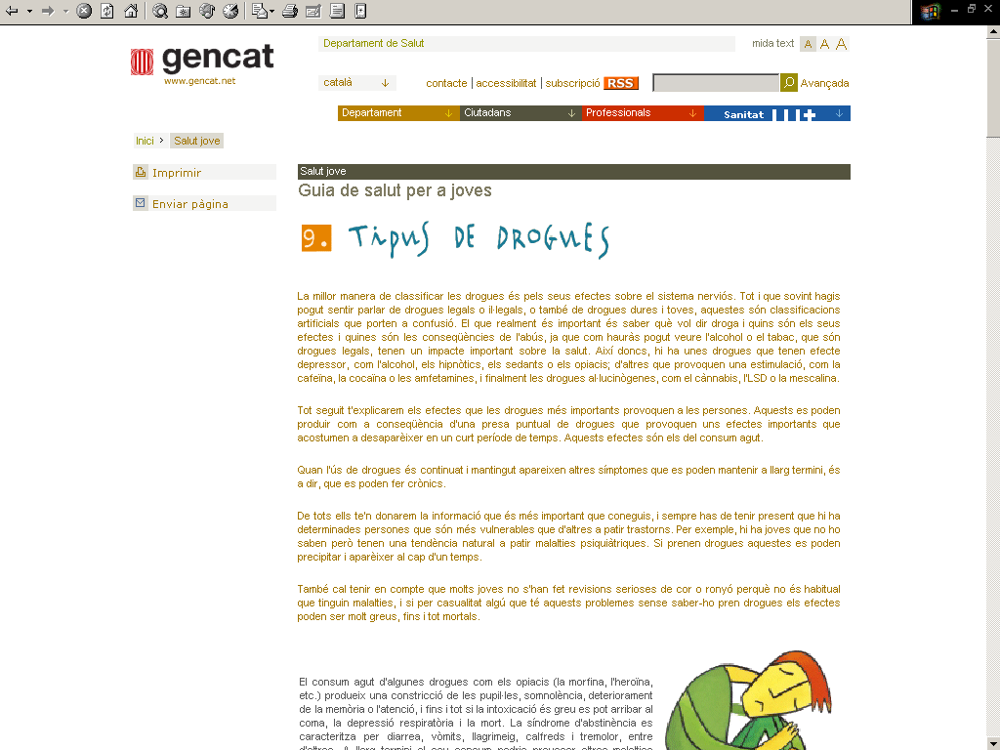 gencat
www.gencat.net
Departament de Salut
mida text A A A
català
contacte | accessibilitat | subscripció RSS
Avançada
Departament Ciutadans Professionals Sanitat
Inici > Salut jove
Imprimir
Enviar pàgina
Salut jove
Guia de salut per a joves
9. Tipus DE DROGUES
La millor manera de classificar les drogues és pels seus efectes sobre el sistema nerviós. Tot i que sovint hagis
pogut sentir parlar de drogues legals o il·legals, o també de drogues dures i toves, aquestes són classificacions
artificials que porten a confusió. El que realment és important és saber què vol dir droga i quins són els seus
efectes i quines són les conseqüències de l'abús, ja que com hauràs pogut veure l'alcohol o el tabac, que són
drogues legals, tenen un impacte important sobre la salut. Així doncs, hi ha unes drogues que tenen efecte
depressor, com l'alcohol, els hipnòtics, els sedants o els opiacis; d'altres que provoquen una estimulació, com la
cafeïna, la cocaïna o les amfetamines, i finalment les drogues al·lucinògenes, com el cànnabis, l'LSD o la mescalina.
Tot seguit t'explicarem els efectes que les drogues més importants provoquen a les persones. Aquests es poden
produir com a conseqüència d'una presa puntual de drogues que provoquen uns efectes importants que
acostumen a desaparèixer en un curt període de temps. Aquests efectes són els del consum agut.
Quan l'ús de drogues és continuat i mantingut apareixen altres símptomes que es poden mantenir a llarg termini, és
a dir, que es poden fer crònics.
De tots ells te'n donarem la informació que és més important que coneguis, i sempre has de tenir present que hi ha
determinades persones que són més vulnerables que d'altres a patir trastorns. Per exemple, hi ha joves que no ho
saben però tenen una tendència natural a patir malalties psiquiàtriques. Si prenen drogues aquestes es poden
precipitar i aparèixer al cap d'un temps.
També cal tenir en compte que molts joves no s'han fet revisions serioses de cor o ronyó perquè no és habitual
que tinguin malalties, i si per casualitat algú que té aquests problemes sense saber-ho pren drogues els efectes
poden ser molt greus, fins i tot mortals.
El consum agut d'algunes drogues com els opiacis (la morfina, l'heroïna,
etc.) produeix una constricció de les pupil·les, somnolència, deteriorament
de la memòria o l'atenció, i fins i tot si la intoxicació és greu es pot arribar al
coma, la depressió respiratòria i la mort. La síndrome d'abstinència es
caracteritza per diarrea, vòmits, llagrimeig, calfreds i tremolor, entre
d'altres. A llarg termini el seu consum podria provocar altres malalties